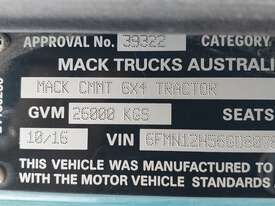 APPROVAL No. 39322 CATEGORY
MACK TRUCKS AUSTRALI
MACK CMMT 6X4 TRACTOR
GVM 26000 KGS SEATS
10/16 VIN
THIS VEHICLE WAS MANUFACTURED TO
WITH THE MOTOR VEHICLE STANDARDS